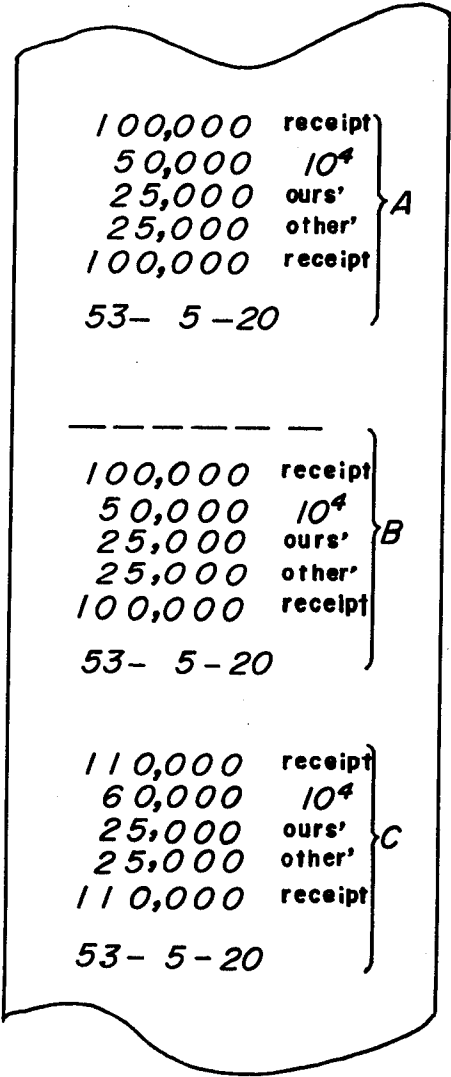 100,000 receipt
50,000 10⁴
25,000 ours'
25,000 other'
100,000 receipt
A
53- 5-20
100,000 receipt
50,000 10⁴
25,000 ours'
25,000 other'
100,000 receipt
B
53- 5-20
110,000 receipt
60,000 10⁴
25,000 ours'
25,000 other'
110,000 receipt
C
53- 5-20